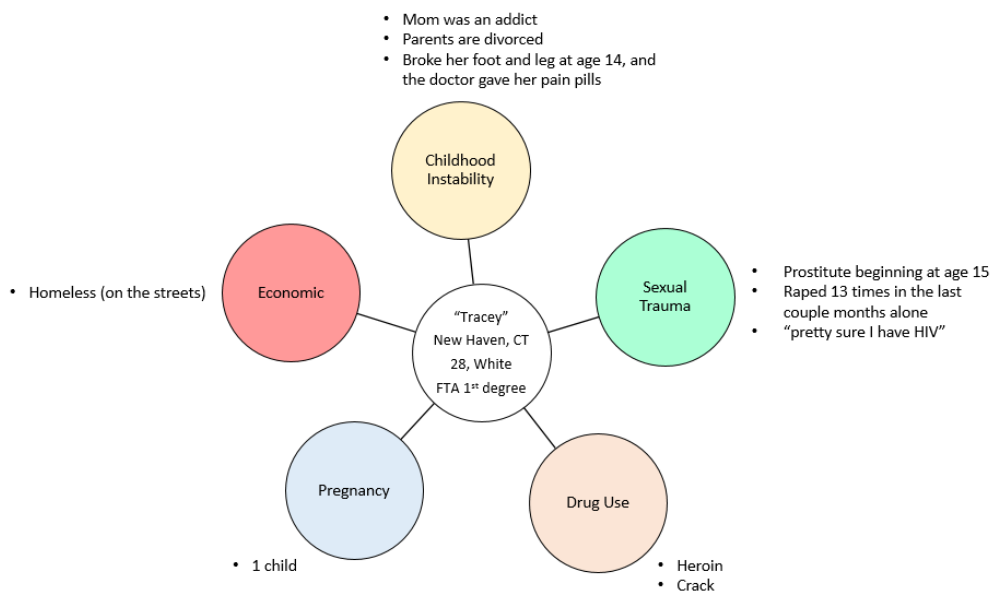 • Mom was an addict
• Parents are divorced
• Broke her foot and leg at age 14, and
the doctor gave her pain pills
Childhood
Instability
Economic
• Homeless (on the streets)
Sexual
Trauma
• Prostitute beginning at age 15
• Raped 13 times in the last
couple months alone
• “pretty sure I have HIV”
“Tracey”
New Haven, CT
28, White
FTA 1st degree
Pregnancy
• 1 child
Drug Use
• Heroin
• Crack